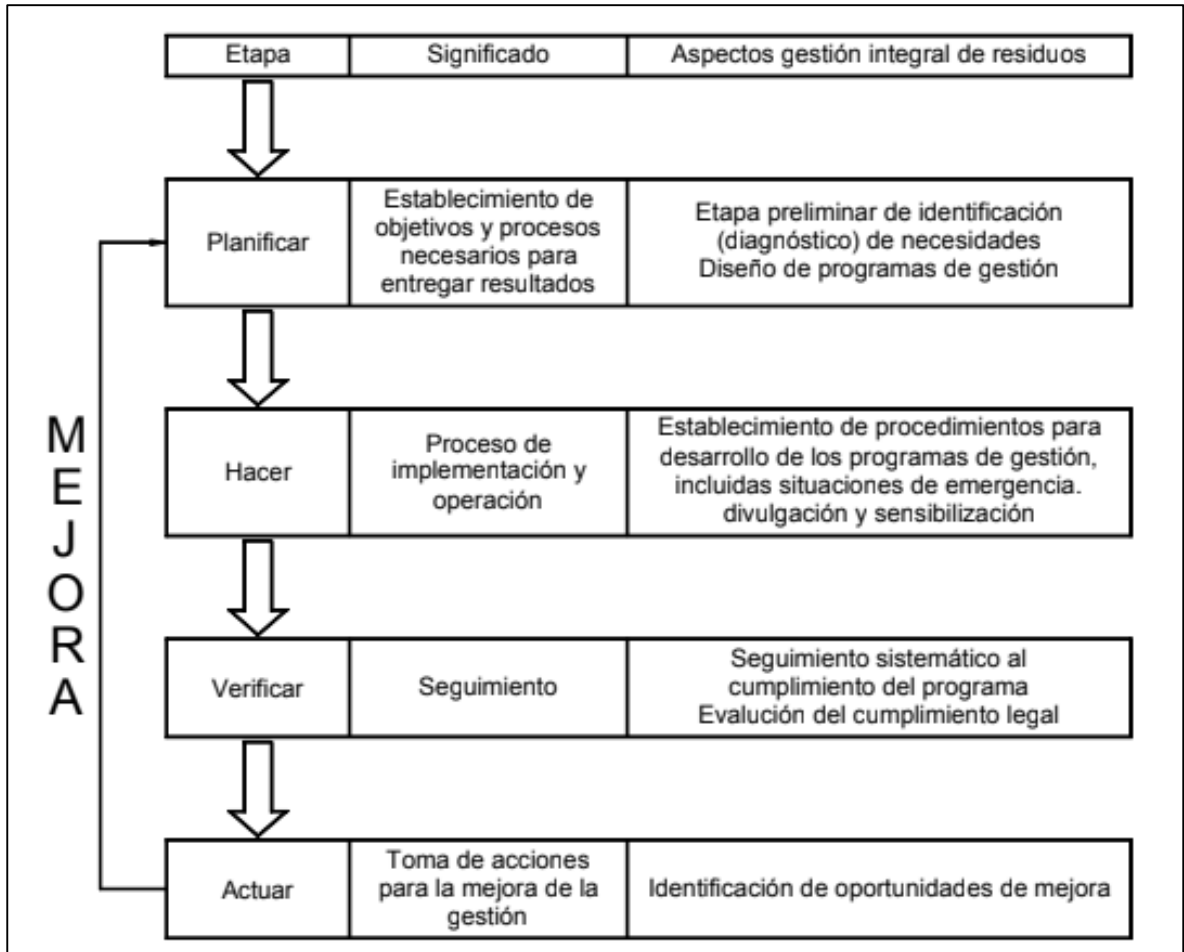 Etapa
Significado
Aspectos gestión integral de residuos
Planificar
Establecimiento de
objetivos y procesos
necesarios para
entregar resultados
Etapa preliminar de identificación
(diagnóstico) de necesidades
Diseño de programas de gestión
Hacer
Proceso de
implementación y
operación
Establecimiento de procedimientos para
desarrollo de los programas de gestión,
incluidas situaciones de emergencia.
divulgación y sensibilización
Verificar
Seguimiento
Seguimiento sistemático al
cumplimiento del programa
Evalución del cumplimiento legal
Actuar
Toma de acciones
para la mejora de la
gestión
Identificación de oportunidades de mejora
MEJORA